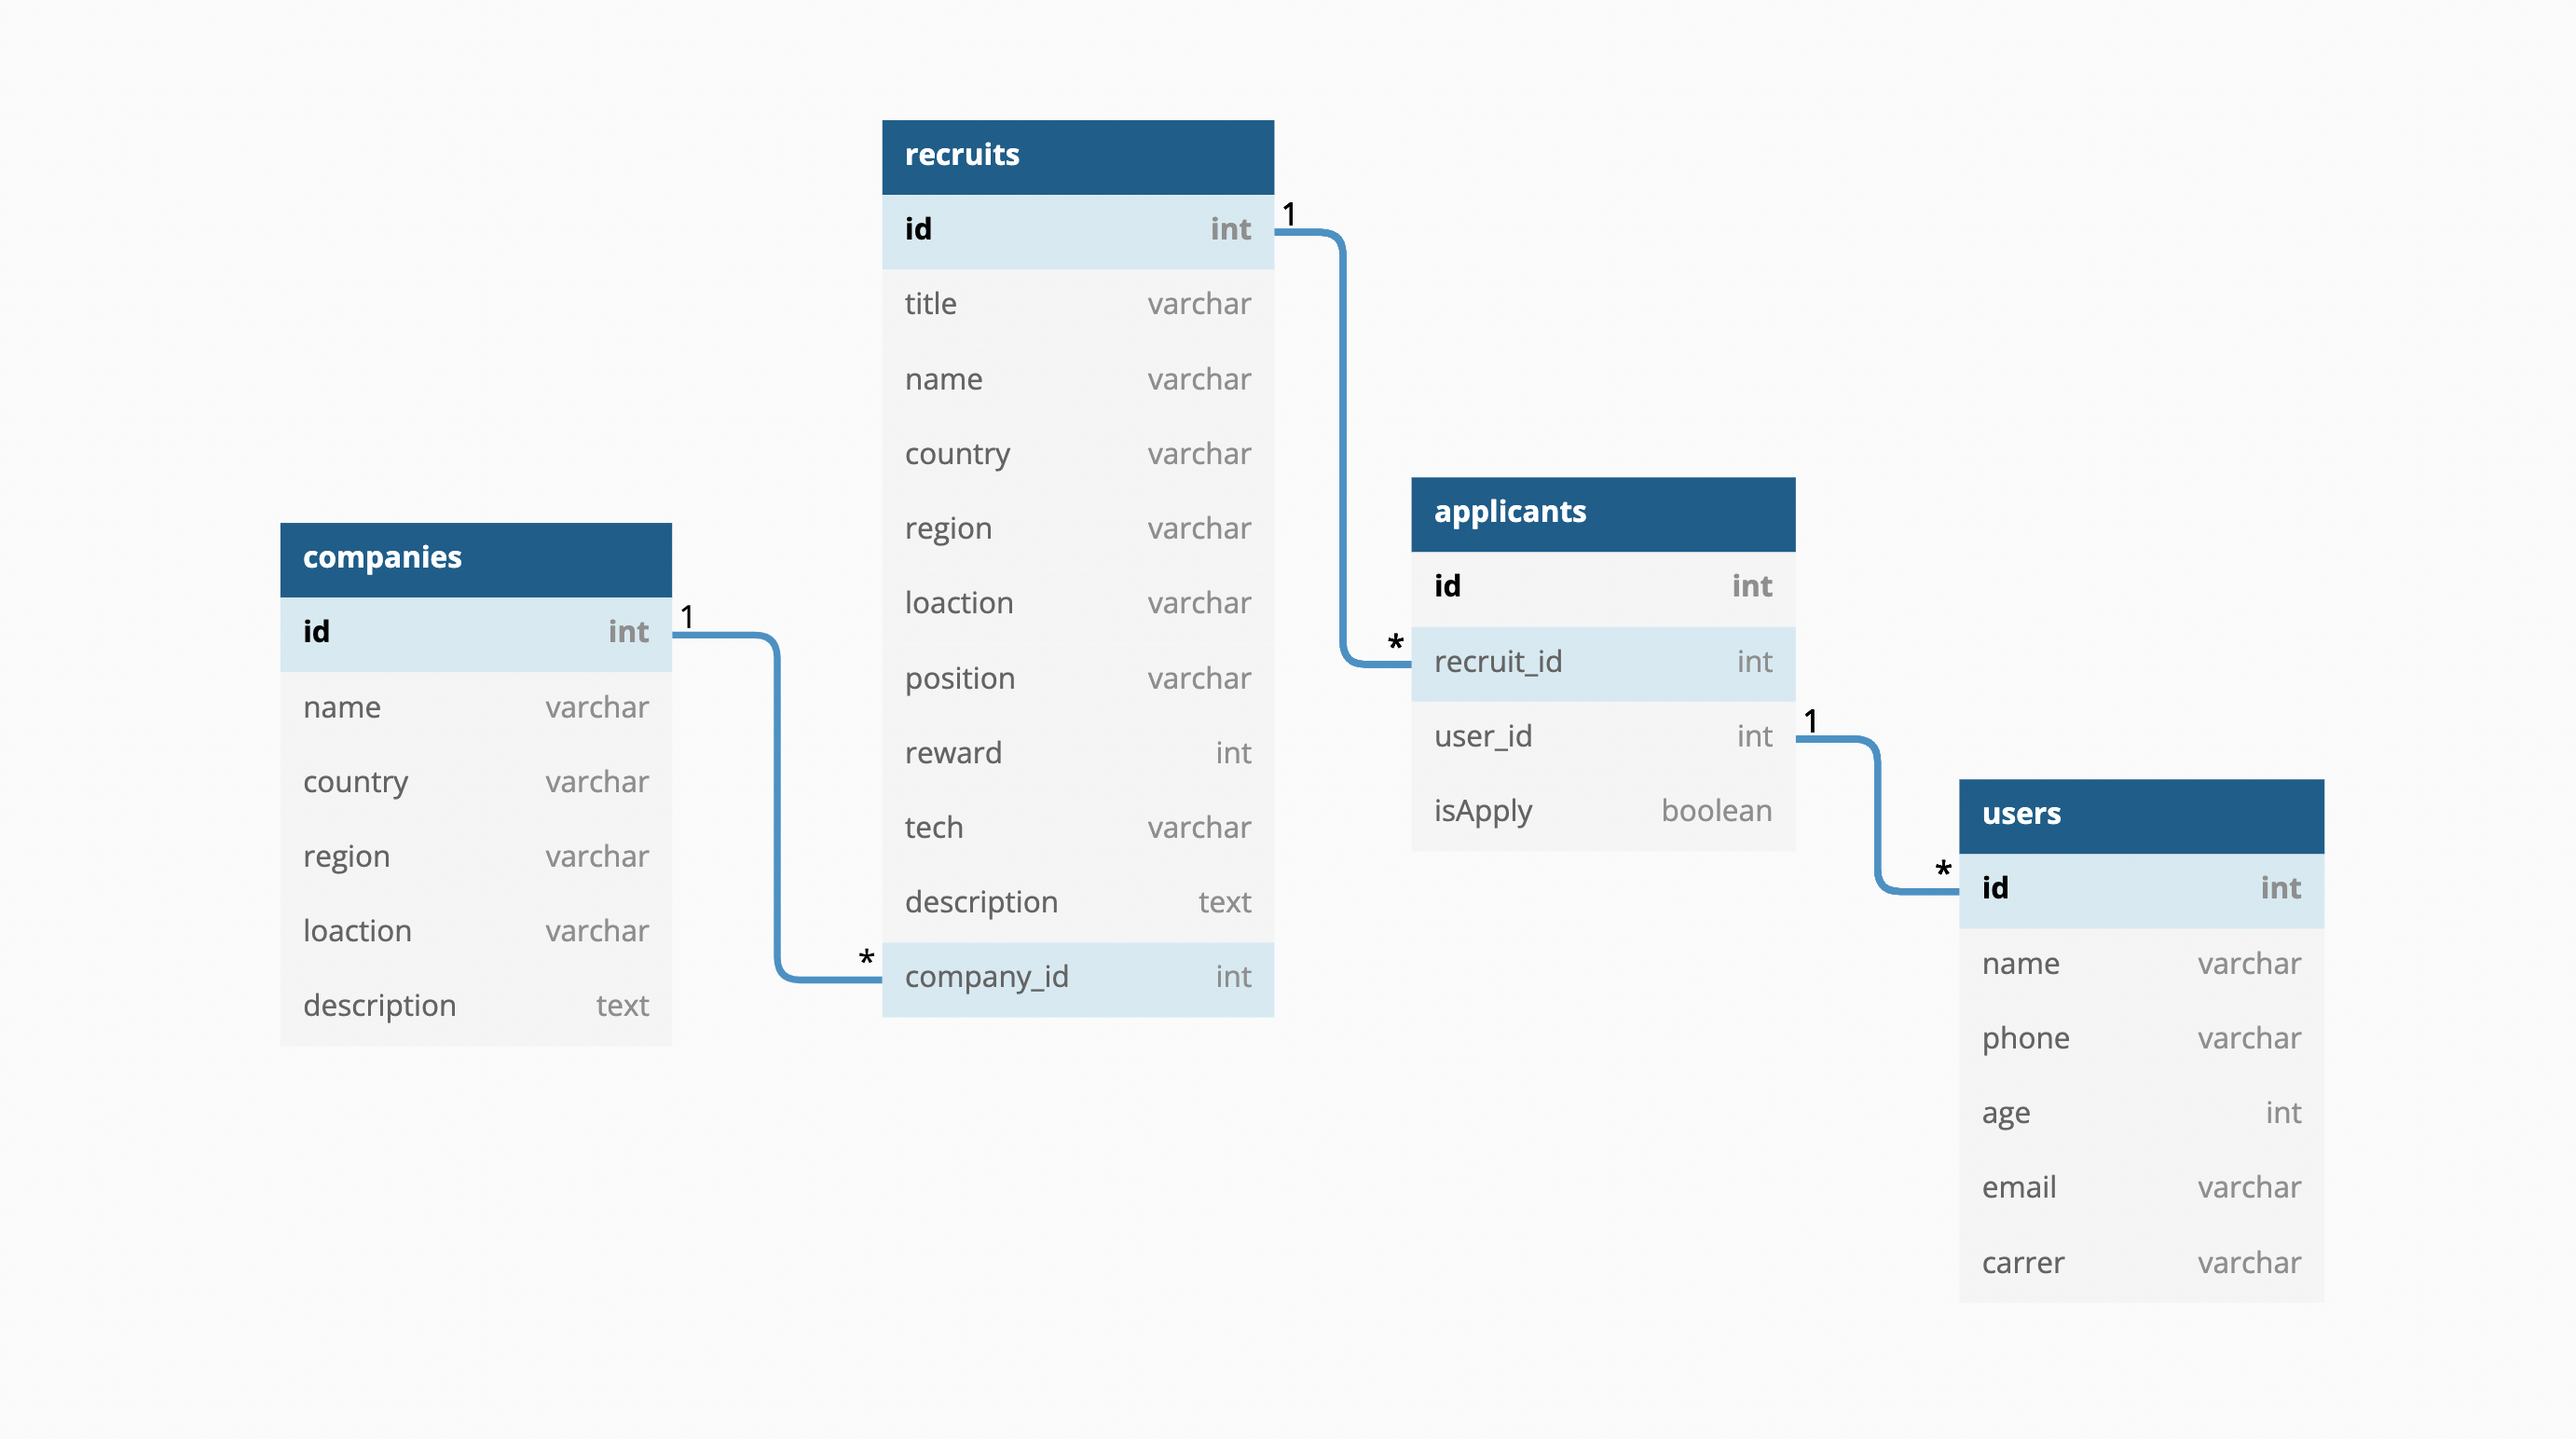 recruits
id int
title varchar
name varchar
country varchar
region varchar
loaction varchar
position varchar
reward int
tech varchar
description text
company_id int
1
*
companies
id int
name varchar
country varchar
region varchar
loaction varchar
description text
1
*
applicants
id int
recruit_id int
user_id int
isApply boolean
1
*
users
id int
name varchar
phone varchar
age int
email varchar
carrer varchar